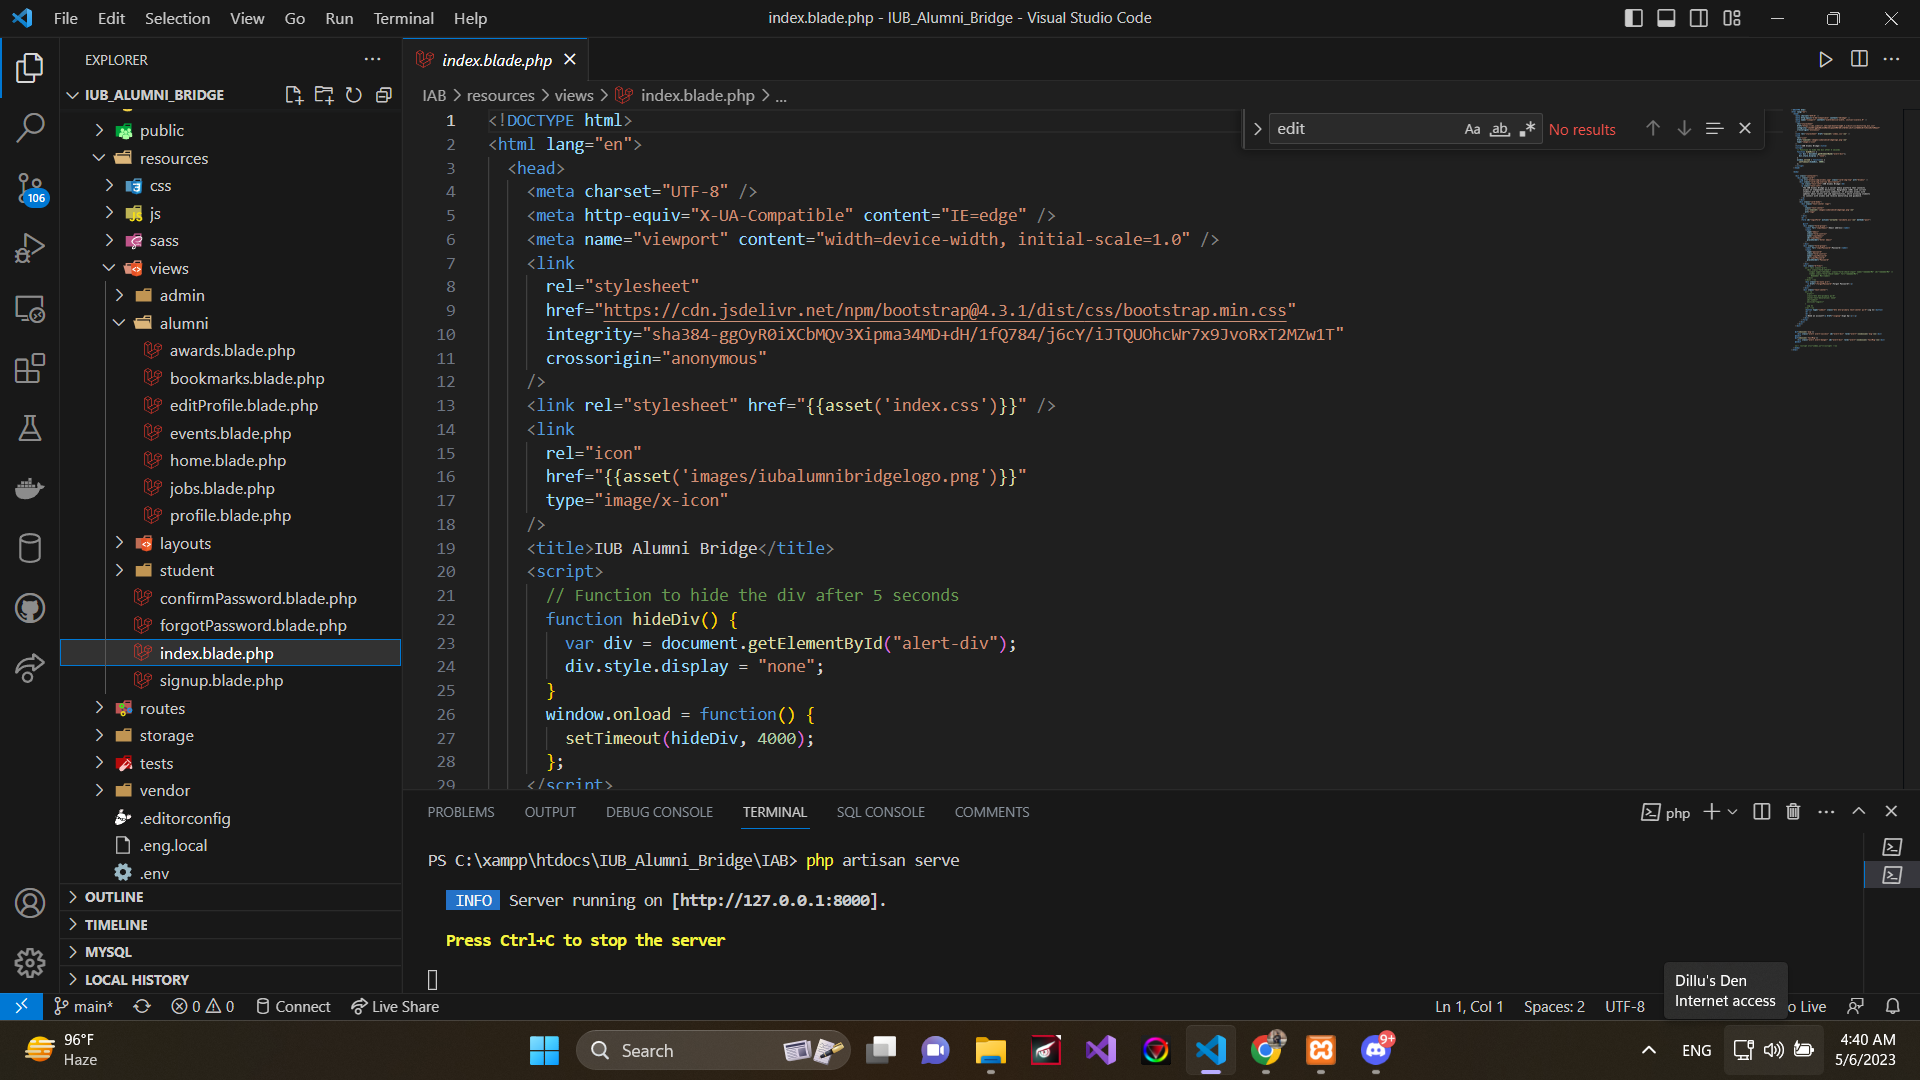 File Edit Selection View Go Run Terminal Help
index.blade.php - IUB_Alumni_Bridge - Visual Studio Code
EXPLORER
IUB_ALUMNI_BRIDGE
public
resources
css
js
sass
views
admin
alumni
awards.blade.php
bookmarks.blade.php
editProfile.blade.php
events.blade.php
home.blade.php
jobs.blade.php
profile.blade.php
layouts
student
confirmPassword.blade.php
forgotPassword.blade.php
index.blade.php
signup.blade.php
routes
storage
tests
vendor
.editorconfig
.eng.local
.env
OUTLINE
TIMELINE
MYSQL
LOCAL HISTORY
106
index.blade.php
IAB > resources > views > index.blade.php > ...
edit
Aa ab
No results
1 <!DOCTYPE html>
2 <html lang="en">
3 <head>
4 <meta charset="UTF-8" />
5 <meta http-equiv="X-UA-Compatible" content="IE=edge" />
6 <meta name="viewport" content="width=device-width, initial-scale=1.0" />
7 <link
8 rel="stylesheet"
9 href="https://cdn.jsdelivr.net/npm/bootstrap@4.3.1/dist/css/bootstrap.min.css"
10 integrity="sha384-ggOyR0iXCbMQv3Xipma34MD+dH/1fQ784/j6cY/iJTQUOhcWr7x9JvoRxT2MZw1T"
11 crossorigin="anonymous"
12 />
13 <link rel="stylesheet" href="{{asset('index.css')}}" />
14 <link
15 rel="icon"
16 href="{{asset('images/iubalumnibridgelogo.png')}}"
17 type="image/x-icon"
18 />
19 <title>IUB Alumni Bridge</title>
20 <script>
21 // Function to hide the div after 5 seconds
22 function hideDiv() {
23 var div = document.getElementById("alert-div");
24 div.style.display = "none";
25 }
26 window.onload = function() {
27 setTimeout(hideDiv, 4000);
28 };
29 </script>
PROBLEMS OUTPUT DEBUG CONSOLE TERMINAL SQL CONSOLE COMMENTS
php
PS C:\xampp\htdocs\IUB_Alumni_Bridge\IAB> php artisan serve
INFO Server running on [http://127.0.0.1:8000].
Press Ctrl+C to stop the server
Dillu's Den
Internet access
main* 0 0 Connect Live Share
Ln 1, Col 1 Spaces: 2 UTF-8 o Live
96°F
Haze
Search
9+
ENG
4:40 AM
5/6/2023